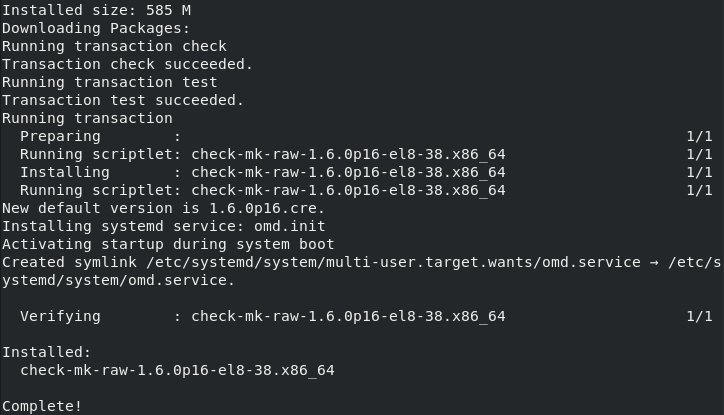 Installed size: 585 M
Downloading Packages:
Running transaction check
Transaction check succeeded.
Running transaction test
Transaction test succeeded.
Running transaction
  Preparing        :                                                        1/1
  Running scriptlet: check-mk-raw-1.6.0p16-el8-38.x86_64                    1/1
  Installing       : check-mk-raw-1.6.0p16-el8-38.x86_64                    1/1
  Running scriptlet: check-mk-raw-1.6.0p16-el8-38.x86_64                    1/1
New default version is 1.6.0p16.cre.
Installing systemd service: omd.init
Activating startup during system boot
Created symlink /etc/systemd/system/multi-user.target.wants/omd.service → /etc/s
ystemd/system/omd.service.

  Verifying        : check-mk-raw-1.6.0p16-el8-38.x86_64                    1/1

Installed:
  check-mk-raw-1.6.0p16-el8-38.x86_64

Complete!